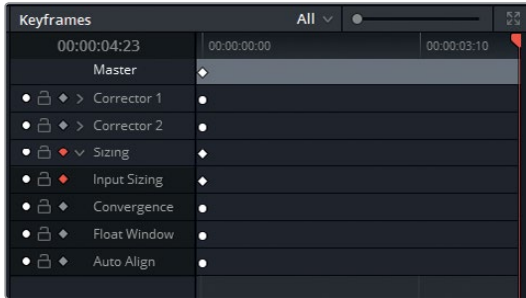 Keyframes All
00:00:04:23 00:00:00:00 00:00:03:10
Master
Corrector 1
Corrector 2
Sizing
Input Sizing
Convergence
Float Window
Auto Align